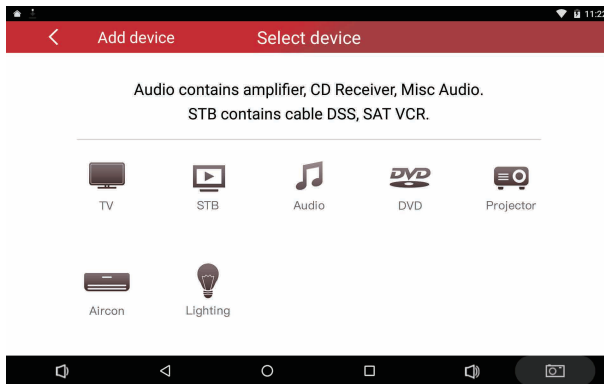 11:22
Add device
Select device
Audio contains amplifier, CD Receiver, Misc Audio.
STB contains cable DSS, SAT VCR.
DVD
TV
STB
Audio
DVD
Projector
Aircon
Lighting